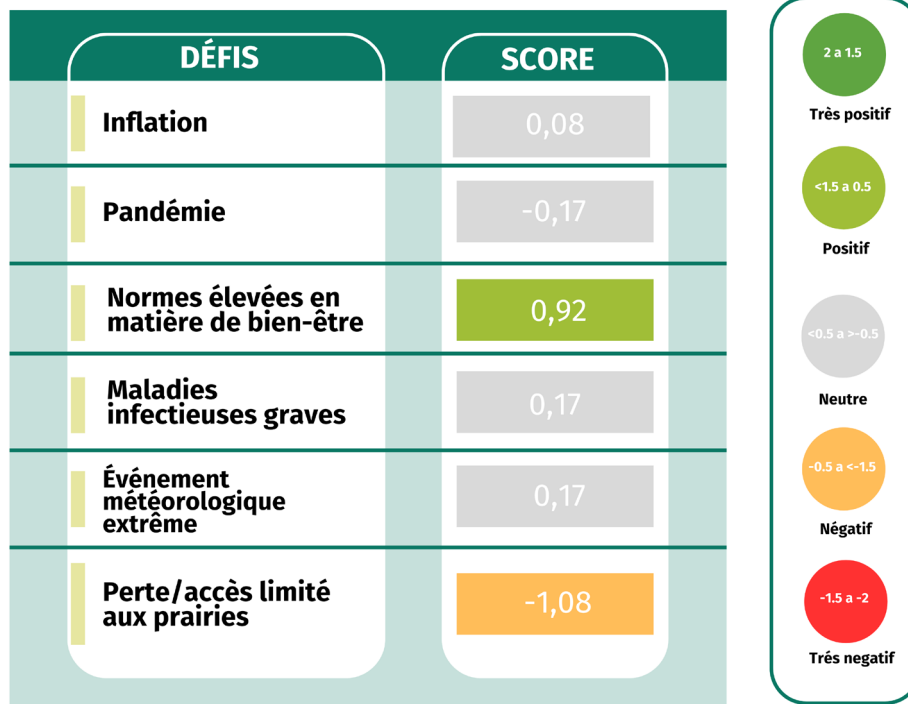 DÉFIS SCORE
Inflation 0,08
Pandémie -0,17
Normes élevées en
matière de bien-être 0,92
Maladies
infectieuses graves 0,17
Événement
météorologique
extrême 0,17
Perte/accès limité
aux prairies -1,08
2 a 1.5
Très positif
<1.5 a 0.5
Positif
<0.5 a >-0.5
Neutre
-0.5 a <-1.5
Négatif
-1.5 a -2
Trés negatif